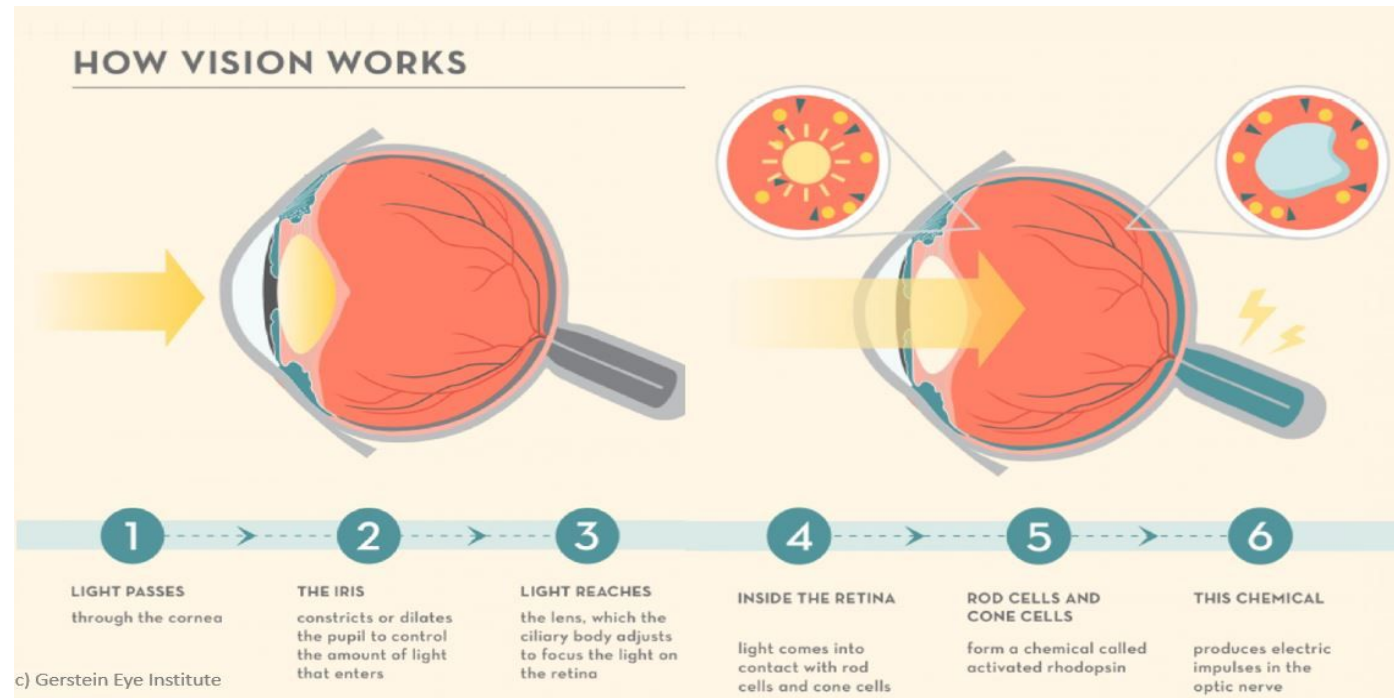 HOW VISION WORKS
1
2
3
4
5
6
LIGHT PASSES
through the cornea
THE IRIS
constricts or dilates
the pupil to control
the amount of light
that enters
LIGHT REACHES
the lens, which the
ciliary body adjusts
to focus the light on
the retina
INSIDE THE RETINA
light comes into
contact with rod
cells and cone cells
ROD CELLS AND
CONE CELLS
form a chemical called
activated rhodopsin
THIS CHEMICAL
produces electric
impulses in the
optic nerve
c) Gerstein Eye Institute